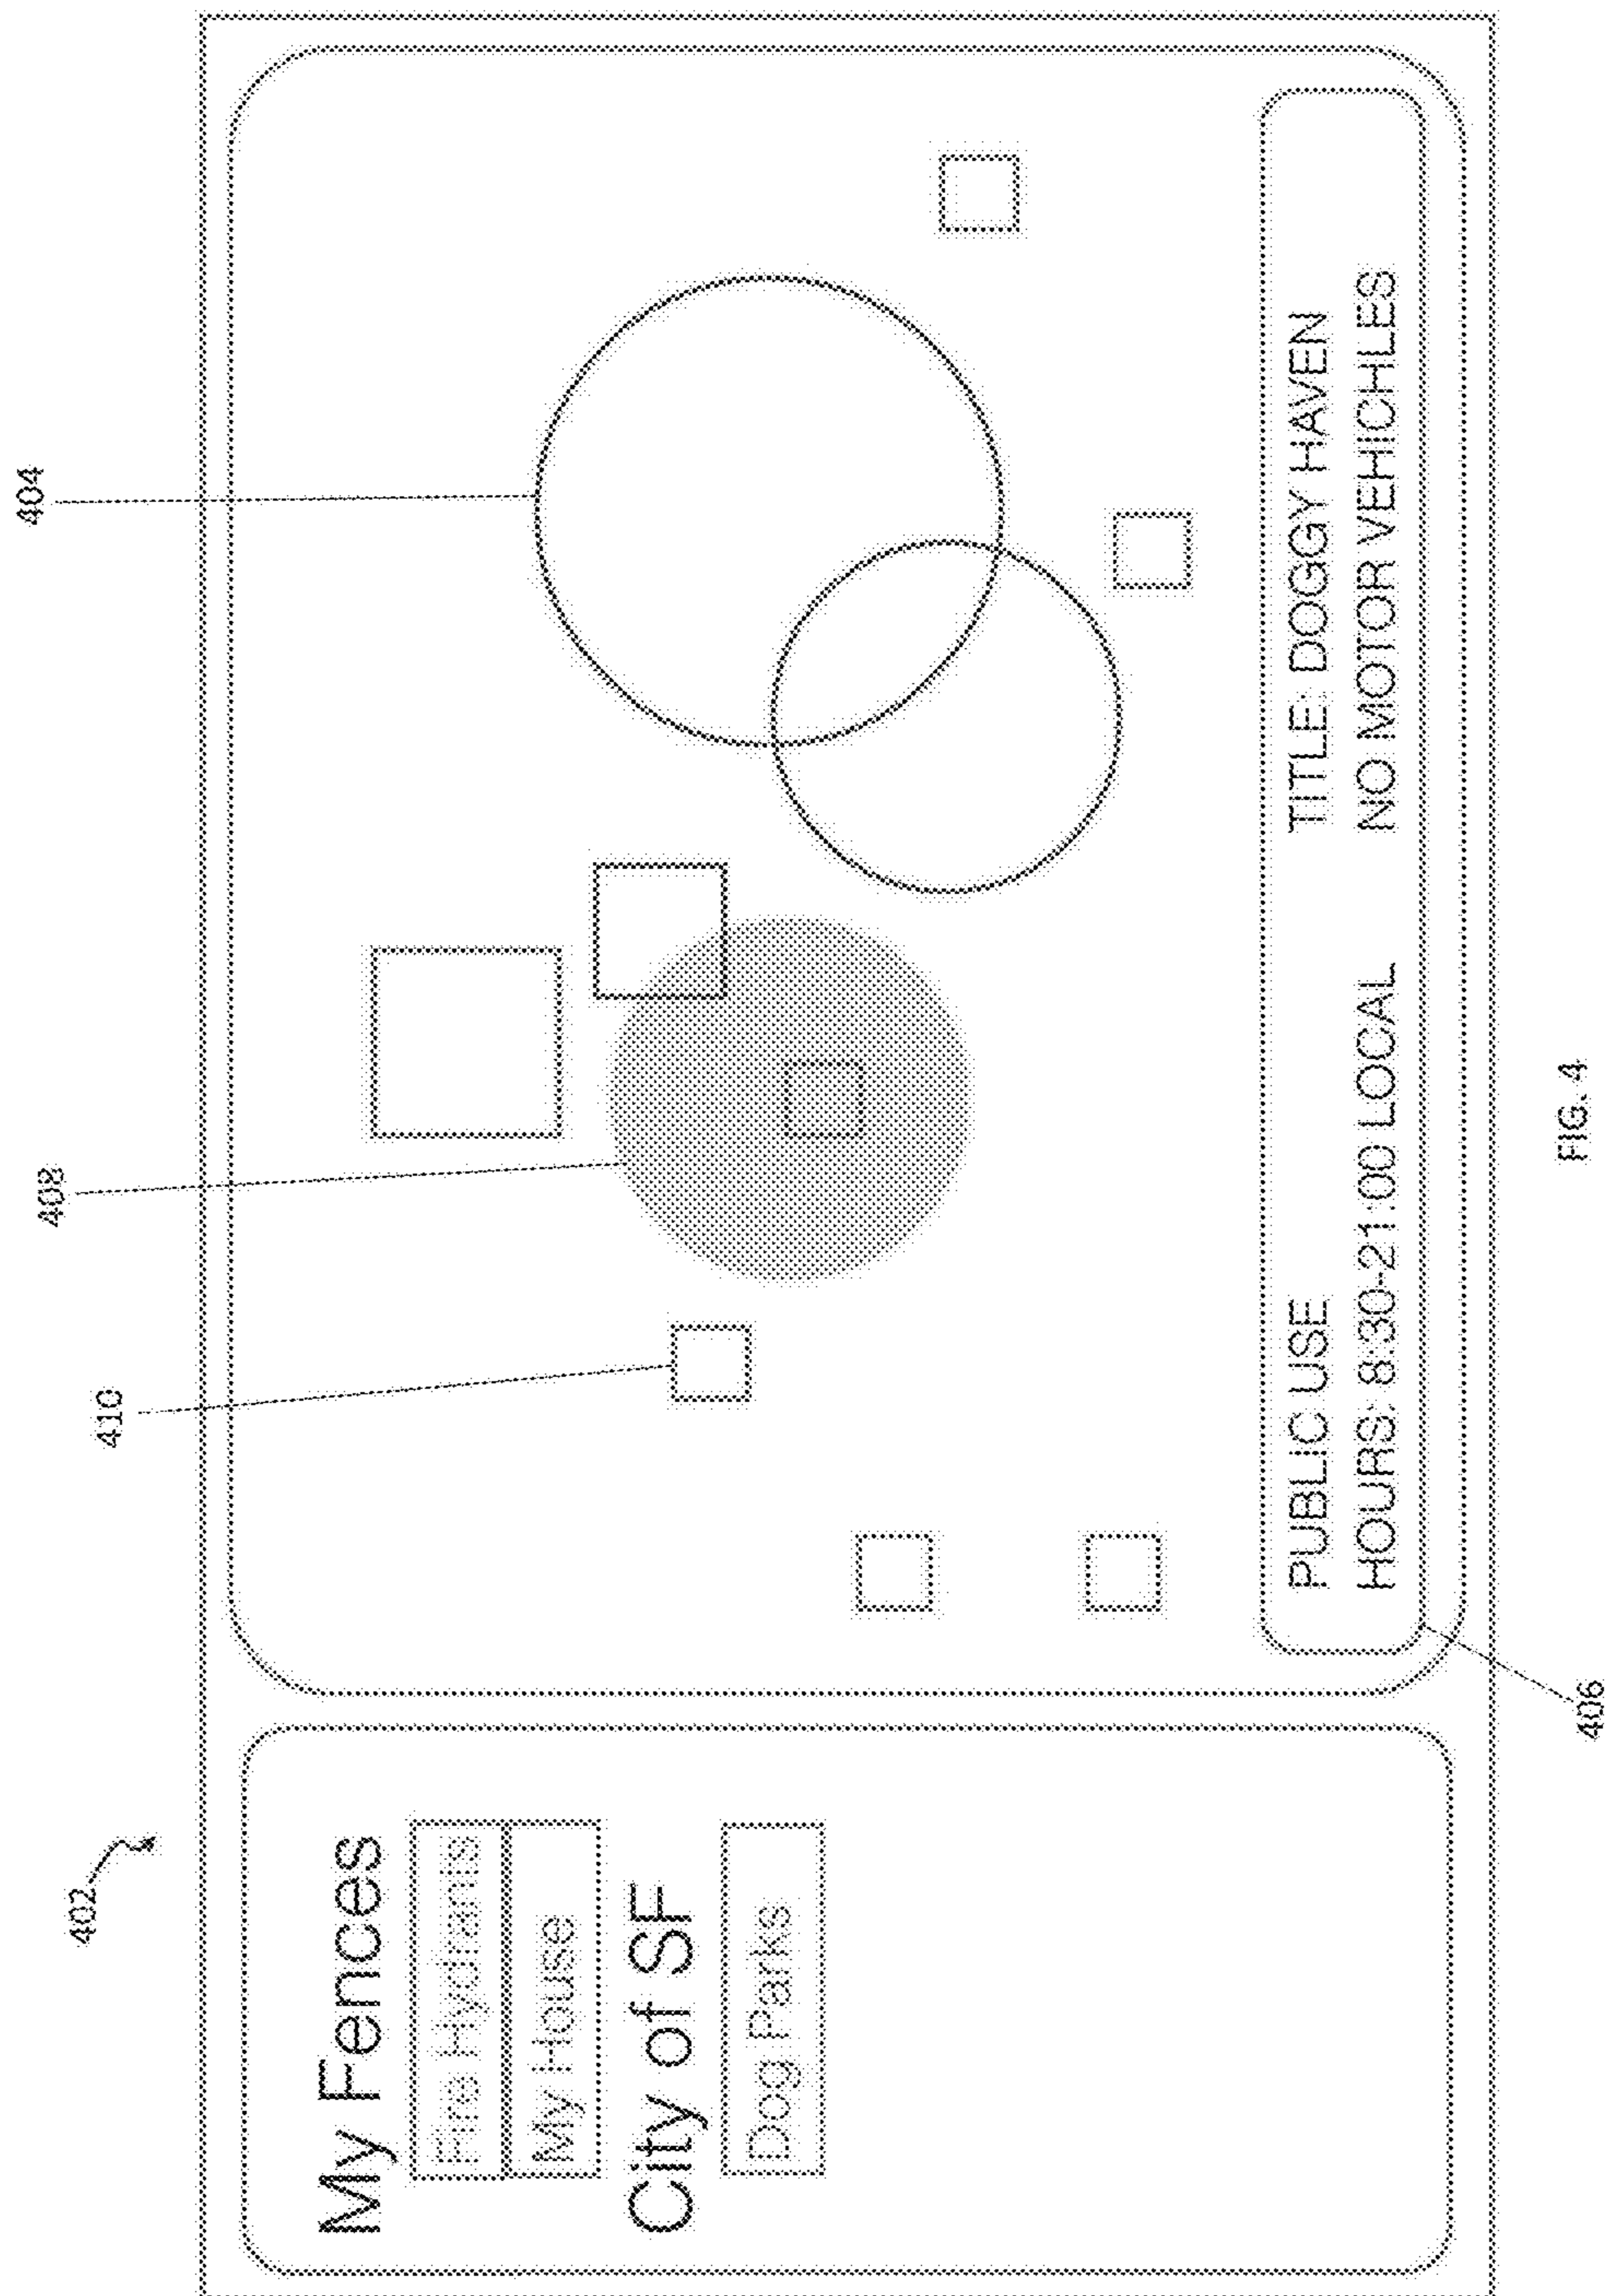 402
My Fences
Fire Hydrants
My House
City of SF
Dog Parks
410
408
404
PUBLIC USE
HOURS: 8:30-21:00 LOCAL
TITLE: DOGGY HAVEN
NO MOTOR VEHICHLES
406
FIG. 4